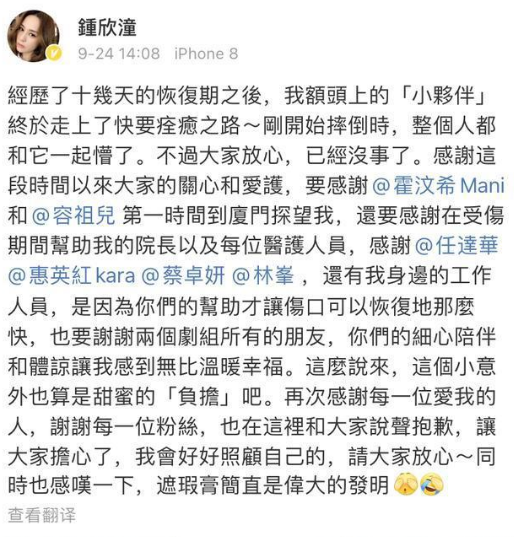 鍾欣潼
9-24 14:08 iPhone 8
經歷了十幾天的恢復期之後，我額頭上的「小夥伴」
終於走上了快要痊癒之路～剛開始摔倒時，整個人都
和它一起懵了。不過大家放心，已經沒事了。感謝這
段時間以來大家的關心和愛護，要感謝@霍汶希Mani
和@容祖兒 第一時間到廈門探望我，還要感謝在受傷
期間幫助我的院長以及每位醫護人員，感謝@任達華
@惠英紅kara @蔡卓妍 @林峯 ，還有我身邊的工作
人員，是因為你們的幫助才讓傷口可以恢復地那麼
快，也要謝謝兩個劇組所有的朋友，你們的細心陪伴
和體諒讓我感到無比溫暖幸福。這麼說來，這個小意
外也算是甜蜜的「負擔」吧。再次感謝每一位愛我的
人，謝謝每一位粉絲，也在這裡和大家說聲抱歉，讓
大家擔心了，我會好好照顧自己的，請大家放心～同
時也感嘆一下，遮瑕膏簡直是偉大的發明
查看翻译